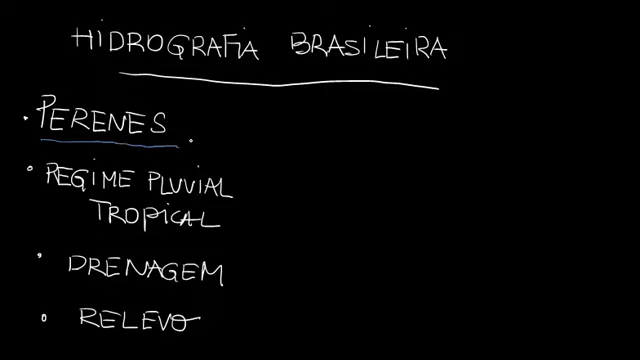 HIDROGRAFIA BRASILEIRA
• PERENES
• REGIME PLUVIAL
TROPICAL
• DRENAGEM
• RELEVO